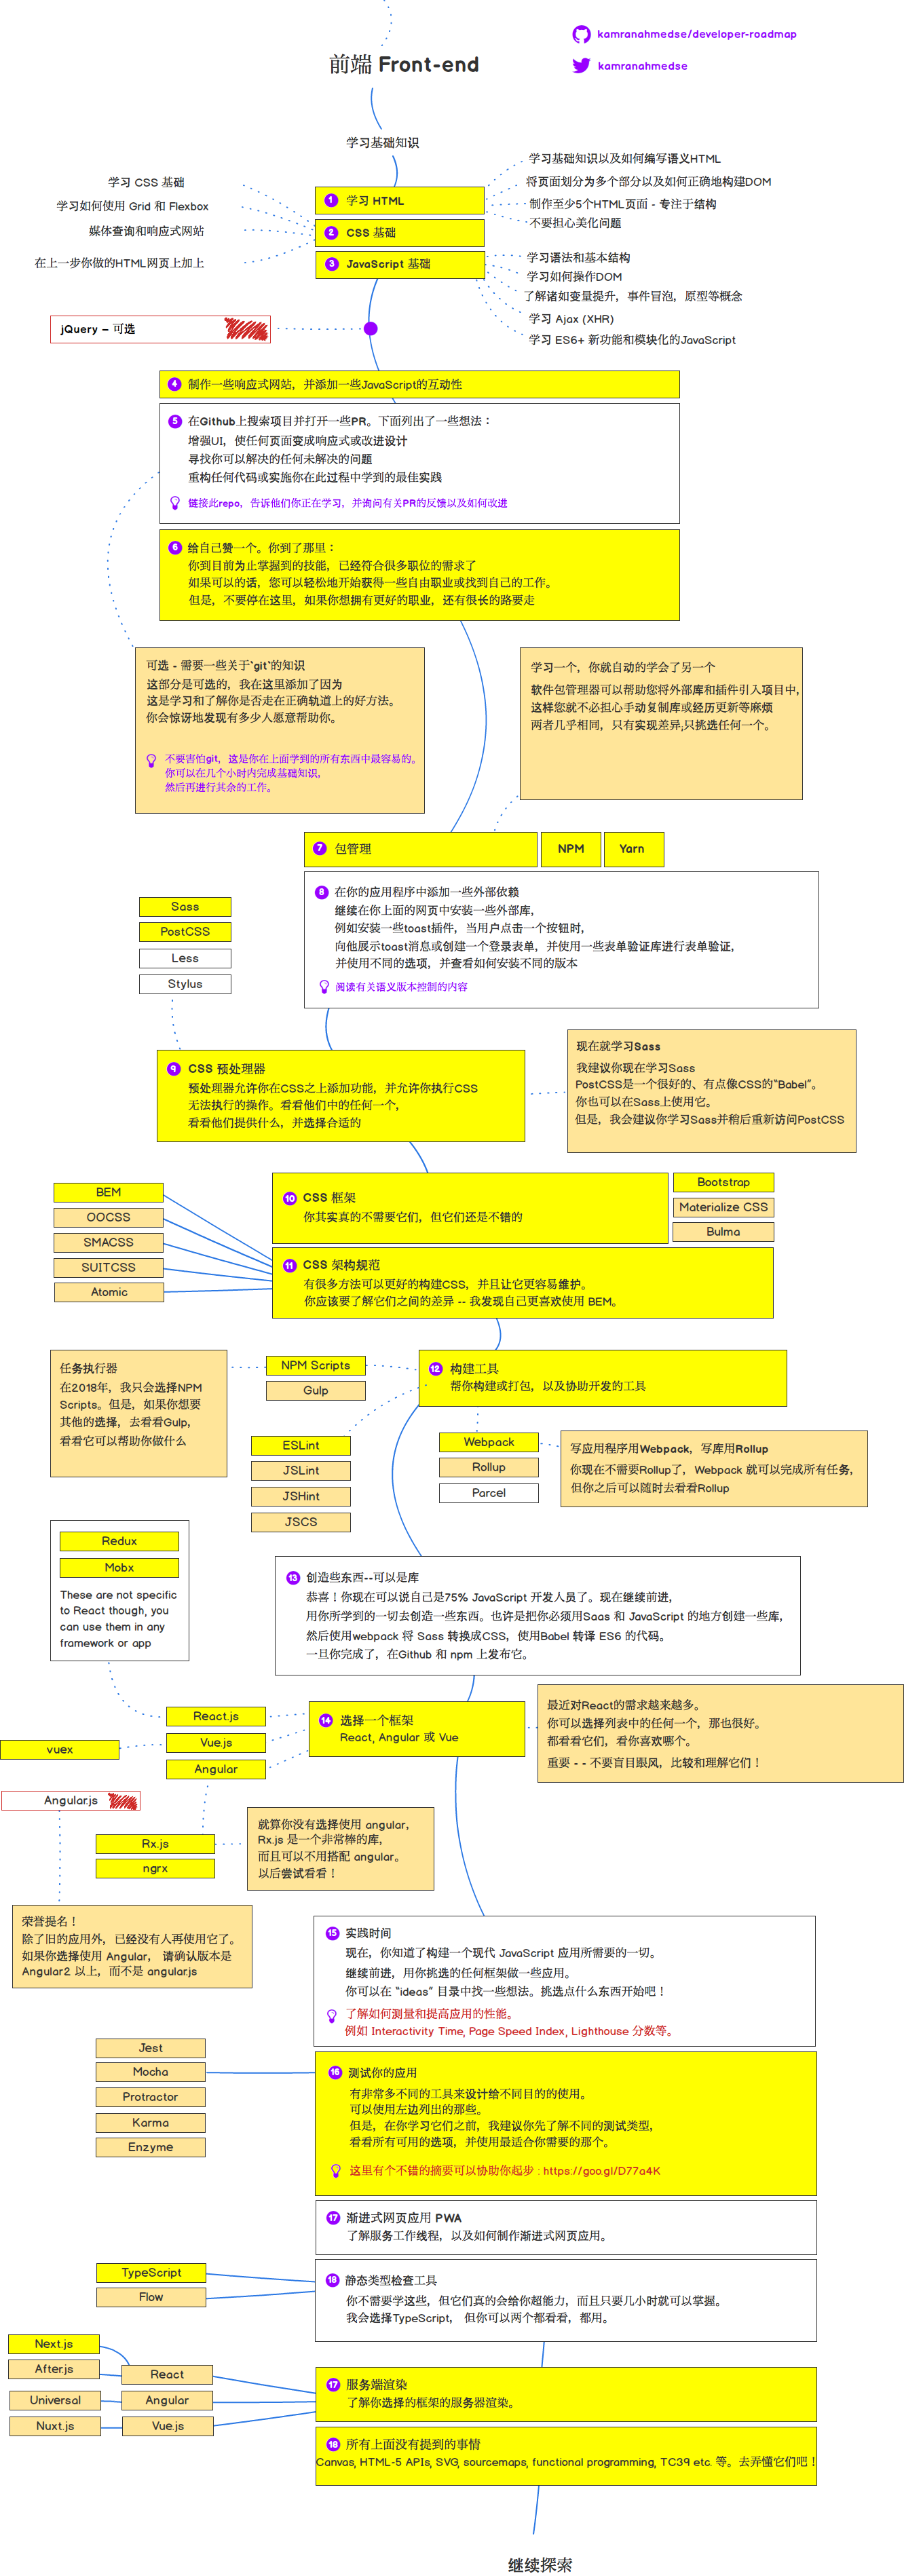 kamranahmedse/developer-roadmap
前端 Front-end
kamranahmedse
学习基础知识
学习基础知识以及如何编写语义HTML
将页面划分为多个部分以及如何正确地构建DOM
制作至少5个HTML页面 - 专注于结构
不要担心美化问题
学习 CSS 基础
学习如何使用 Grid 和 Flexbox
媒体查询和响应式网站
在上一步你做的HTML网页上加上
1 学习 HTML
2 CSS 基础
3 JavaScript 基础
学习语法和基本结构
学习如何操作DOM
了解诸如变量提升，事件冒泡，原型等概念
学习 Ajax (XHR)
学习 ES6+ 新功能和模块化的JavaScript
jQuery – 可选
4 制作一些响应式网站，并添加一些JavaScript的互动性
5 在Github上搜索项目并打开一些PR。下面列出了一些想法：
增强UI，使任何页面变成响应式或改进设计
寻找你可以解决的任何未解决的问题
重构任何代码或实施你在此过程中学到的最佳实践
链接此repo，告诉他们你正在学习，并询问有关PR的反馈以及如何改进
6 给自己赞一个。你到了那里：
你到目前为止掌握到的技能，已经符合很多职位的需求了
如果可以的话，您可以轻松地开始获得一些自由职业或找到自己的工作。
但是，不要停在这里，如果你想拥有更好的职业，还有很长的路要走
可选 - 需要一些关于`git`的知识
这部分是可选的，我在这里添加了因为
这是学习和了解你是否走在正确轨道上的好方法。
你会惊讶地发现有多少人愿意帮助你。
不要害怕git，这是你在上面学到的所有东西中最容易的。
你可以在几个小时内完成基础知识，
然后再进行其余的工作。
学习一个，你就自动的学会了另一个
软件包管理器可以帮助您将外部库和插件引入项目中，
这样您就不必担心手动复制库或经历更新等麻烦
两者几乎相同，只有实现差异;只挑选任何一个。
7 包管理
NPM
Yarn
8 在你的应用程序中添加一些外部依赖
继续在你上面的网页中安装一些外部库，
例如安装一些toast插件，当用户点击一个按钮时，
向他展示toast消息或创建一个登录表单，并使用一些表单验证库进行表单验证，
并使用不同的选项，并查看如何安装不同的版本
阅读有关语义版本控制的内容
Sass
PostCSS
Less
Stylus
9 CSS 预处理器
预处理器允许你在CSS之上添加功能，并允许你执行CSS
无法执行的操作。看看他们中的任何一个，
看看他们提供什么，并选择合适的
现在就学习Sass
我建议你现在学习Sass
PostCSS是一个很好的、有点像CSS的“Babel”。
你也可以在Sass上使用它。
但是，我会建议你学习Sass并稍后重新访问PostCSS
10 CSS 框架
你其实真的不需要它们，但它们还是不错的
Bootstrap
Materialize CSS
Bulma
BEM
OOCSS
SMACSS
SUITCSS
Atomic
11 CSS 架构规范
有很多方法可以更好的构建CSS，并且让它更容易维护。
你应该要了解它们之间的差异 -- 我发现自己更喜欢使用 BEM。
12 构建工具
帮你构建或打包，以及协助开发的工具
任务执行器
在2018年，我只会选择NPM
Scripts。但是，如果你想要
其他的选择，去看看Gulp，
看看它可以帮助你做什么
NPM Scripts
Gulp
ESLint
JSLint
JSHint
JSCS
Webpack
Rollup
Parcel
写应用程序用Webpack，写库用Rollup
你现在不需要Rollup了，Webpack 就可以完成所有任务，
但你之后可以随时去看看Rollup
Redux
Mobx
These are not specific
to React though, you
can use them in any
framework or app
13 创造些东西--可以是库
恭喜！你现在可以说自己是75% JavaScript 开发人员了。现在继续前进，
用你所学到的一切去创造一些东西。也许是把你必须用Saas 和 JavaScript 的地方创建一些库，
然后使用webpack 将 Sass 转换成CSS，使用Babel 转译 ES6 的代码。
一旦你完成了，在Github 和 npm 上发布它。
React.js
Vue.js
Angular
vuex
14 选择一个框架
React, Angular 或 Vue
最近对React的需求越来越多。
你可以选择列表中的任何一个，那也很好。
都看看它们，看你喜欢哪个。
重要 - - 不要盲目跟风，比较和理解它们！
Angular.js
Rx.js
ngrx
就算你没有选择使用 angular，
Rx.js 是一个非常棒的库，
而且可以不用搭配 angular。
以后尝试看看！
荣誉提名！
除了旧的应用外，已经没有人再使用它了。
如果你选择使用 Angular， 请确认版本是
Angular2 以上，而不是 angular.js
15 实践时间
现在，你知道了构建一个现代 JavaScript 应用所需要的一切。
继续前进，用你挑选的任何框架做一些应用。
你可以在 “ideas” 目录中找一些想法。挑选点什么东西开始吧！
了解如何测量和提高应用的性能。
例如 Interactivity Time, Page Speed Index, Lighthouse 分数等。
Jest
Mocha
Protractor
Karma
Enzyme
16 测试你的应用
有非常多不同的工具来设计给不同目的的使用。
可以使用左边列出的那些。
但是，在你学习它们之前，我建议你先了解不同的测试类型，
看看所有可用的选项，并使用最适合你需要的那个。
这里有个不错的摘要可以协助你起步 : https://goo.gl/D77a4K
17 渐进式网页应用 PWA
了解服务工作线程，以及如何制作渐进式网页应用。
TypeScript
Flow
18 静态类型检查工具
你不需要学这些，但它们真的会给你超能力，而且只要几小时就可以掌握。
我会选择TypeScript， 但你可以两个都看看，都用。
Next.js
After.js
Universal
Nuxt.js
React
Angular
Vue.js
17 服务端渲染
了解你选择的框架的服务器渲染。
18 所有上面没有提到的事情
Canvas, HTML-5 APIs, SVG, sourcemaps, functional programming, TC39 etc. 等。去弄懂它们吧！
继续探索